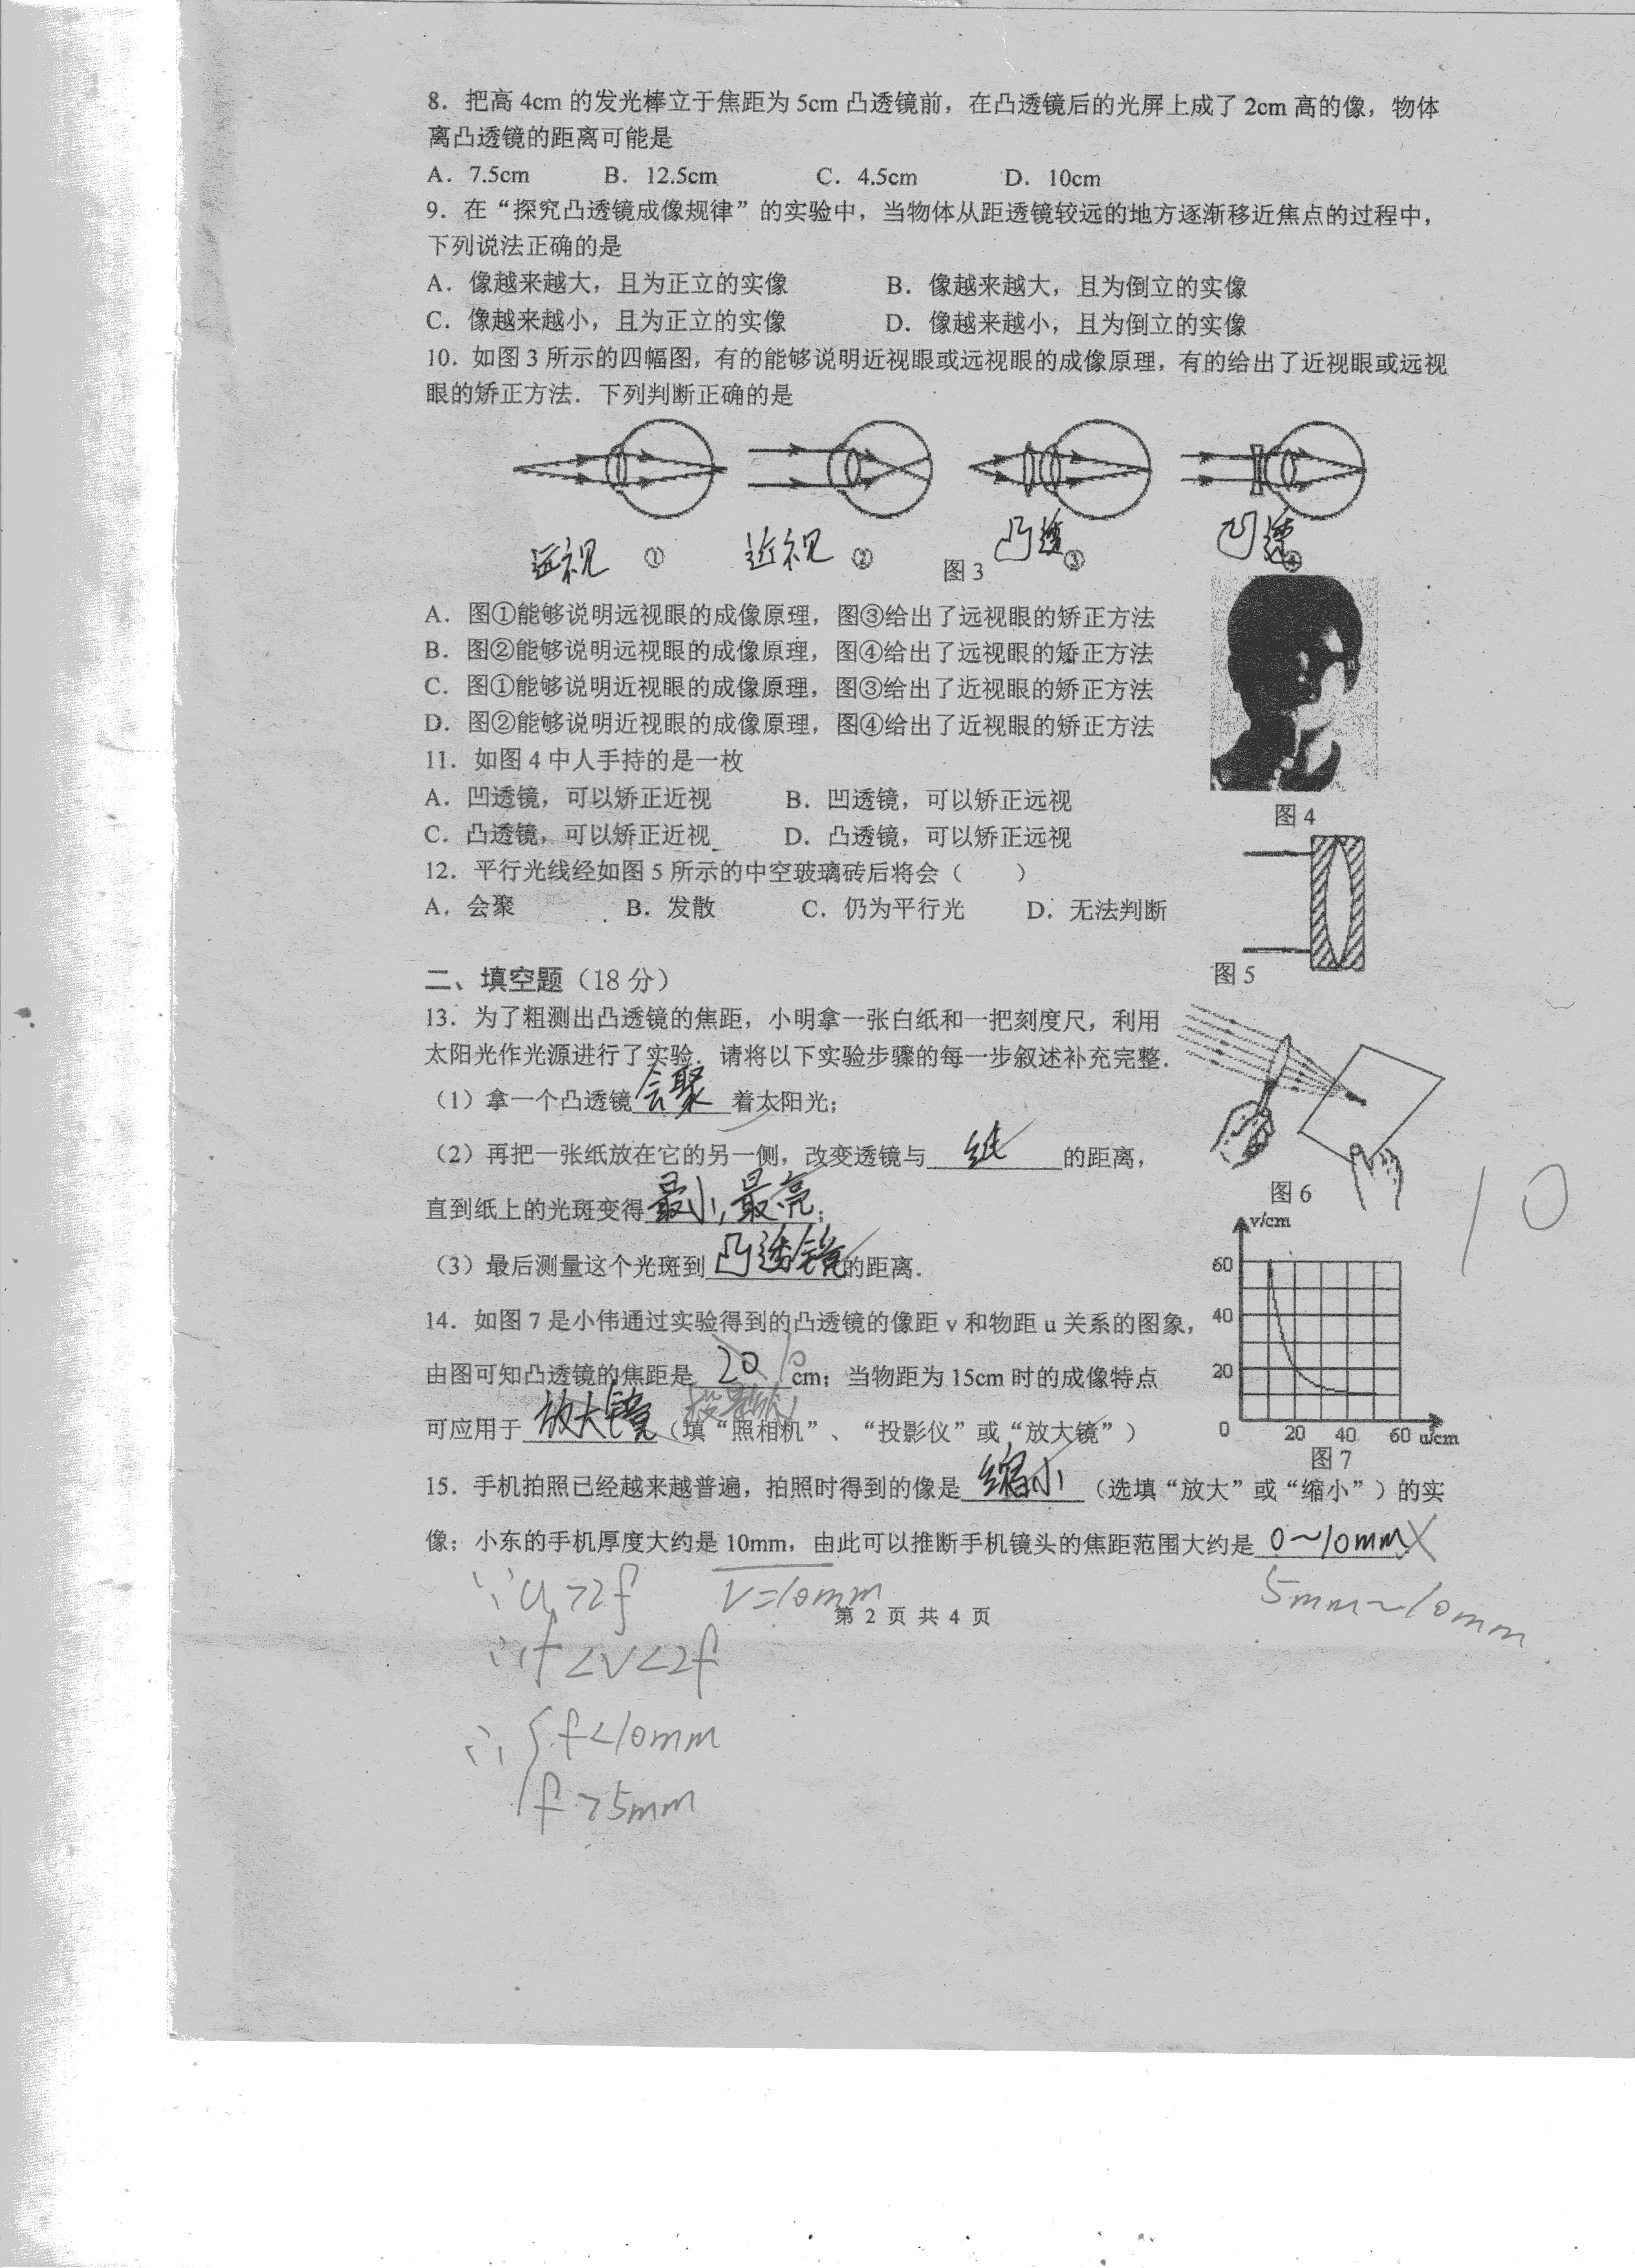 8．把高 4cm 的发光棒立于焦距为 5cm 凸透镜前，在凸透镜后的光屏上成了 2cm 高的像，物体
离凸透镜的距离可能是
A．7.5cm B．12.5cm C．4.5cm D．10cm
9．在“探究凸透镜成像规律”的实验中，当物体从距透镜较远的地方逐渐移近焦点的过程中，
下列说法正确的是
A．像越来越大，且为正立的实像 B．像越来越大，且为倒立的实像
C．像越来越小，且为正立的实像 D．像越来越小，且为倒立的实像
10．如图 3 所示的四幅图，有的能够说明近视眼或远视眼的成像原理，有的给出了近视眼或远视
眼的矫正方法．下列判断正确的是
远视 ① 近视 ② 凸透 ③ 凹透 ④
图 3
A．图①能够说明远视眼的成像原理，图③给出了远视眼的矫正方法
B．图②能够说明远视眼的成像原理，图④给出了远视眼的矫正方法
C．图①能够说明近视眼的成像原理，图③给出了近视眼的矫正方法
D．图②能够说明近视眼的成像原理，图④给出了近视眼的矫正方法
11．如图 4 中人手持的是一枚
A．凹透镜，可以矫正近视 B．凹透镜，可以矫正远视
图 4
C．凸透镜，可以矫正近视 D．凸透镜，可以矫正远视
12．平行光线经如图 5 所示的中空玻璃砖后将会（ ）
A．会聚 B．发散 C．仍为平行光 D．无法判断
图 5
二、填空题（18 分）
13．为了粗测出凸透镜的焦距，小明拿一张白纸和一把刻度尺，利用
太阳光作光源进行了实验．请将以下实验步骤的每一步叙述补充完整．
（1）拿一个凸透镜会聚着太阳光；
（2）再把一张纸放在它的另一侧，改变透镜与纸的距离，
图 6
10
直到纸上的光斑变得最小，最亮；
（3）最后测量这个光斑到凸透镜的距离．
14．如图 7 是小伟通过实验得到的凸透镜的像距 v 和物距 u 关系的图象，
由图可知凸透镜的焦距是 20 10 cm；当物距为 15cm 时的成像特点
可应用于放大镜 投影仪（填“照相机”、“投影仪”或“放大镜”）
v/cm
60
40
20
0 20 40 60 u/cm
图 7
15．手机拍照已经越来越普遍，拍照时得到的像是缩小（选填“放大”或“缩小”）的实
像；小东的手机厚度大约是 10mm，由此可以推断手机镜头的焦距范围大约是 0～10mm
∵u>2f v=10mm 5mm～10mm
第 2 页 共 4 页
∴f<v<2f
∴{f<10mm
f>5mm